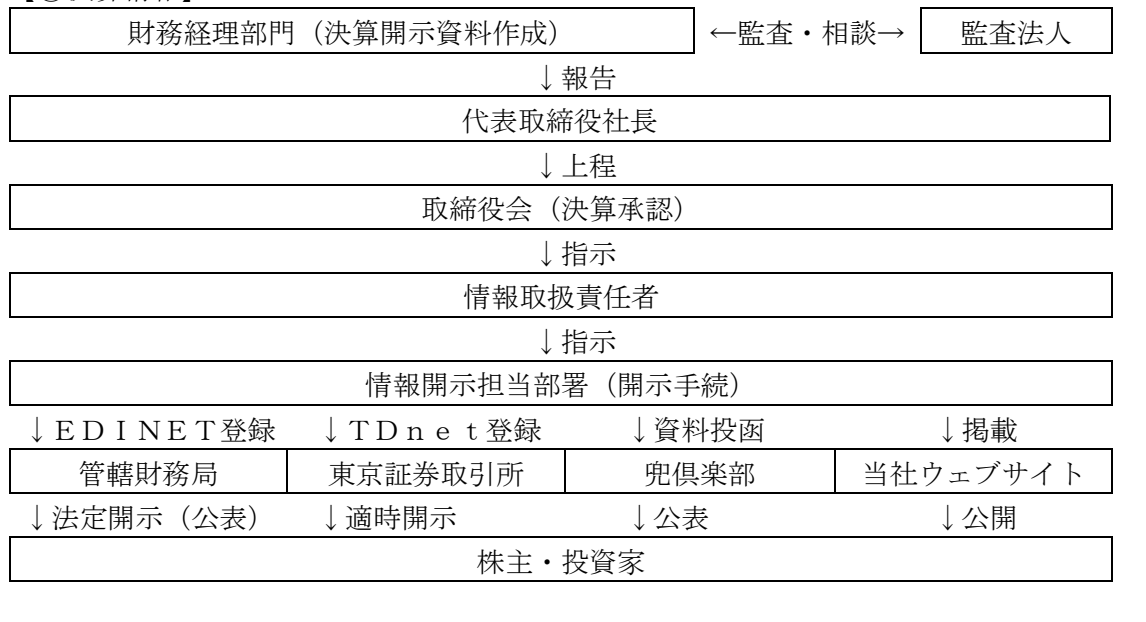 財務経理部門（決算開示資料作成） ←監査・相談→ 監査法人
↓報告
代表取締役社長
↓上程
取締役会（決算承認）
↓指示
情報取扱責任者
↓指示
情報開示担当部署（開示手続）
↓ＥＤＩＮＥＴ登録 ↓ＴＤｎｅｔ登録 ↓資料投函 ↓掲載
管轄財務局 東京証券取引所 兜倶楽部 当社ウェブサイト
↓法定開示（公表） ↓適時開示 ↓公表 ↓公開
株主・投資家